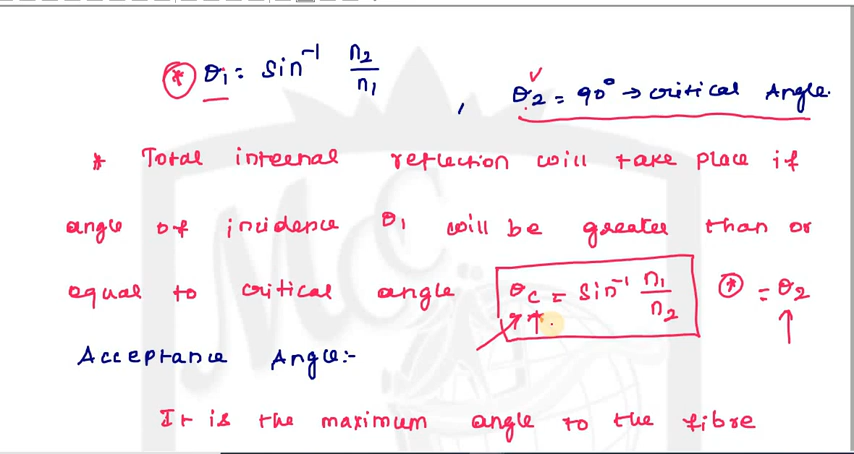 * θ₁ = sin⁻¹ n₂/n₁ , θ₂ = 90° → critical Angle.
* Total internal reflection will take place if
angle of incidence θ₁ will be greater than or
equal to critical angle θc = sin⁻¹ n₁/n₂ * = θ₂
Acceptance Angle:-
It is the maximum angle to the fibre